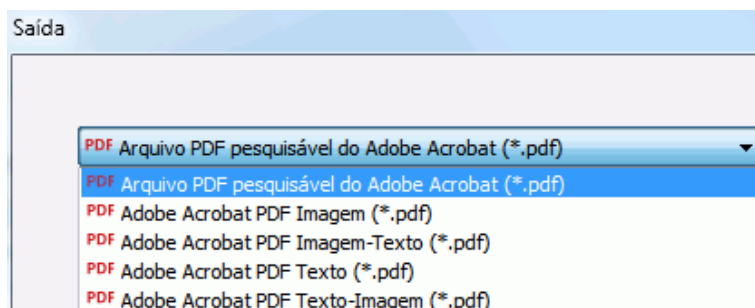 Saída
PDF Arquivo PDF pesquisável do Adobe Acrobat (*.pdf)
PDF Arquivo PDF pesquisável do Adobe Acrobat (*.pdf)
PDF Adobe Acrobat PDF Imagem (*.pdf)
PDF Adobe Acrobat PDF Imagem-Texto (*.pdf)
PDF Adobe Acrobat PDF Texto (*.pdf)
PDF Adobe Acrobat PDF Texto-Imagem (*.pdf)